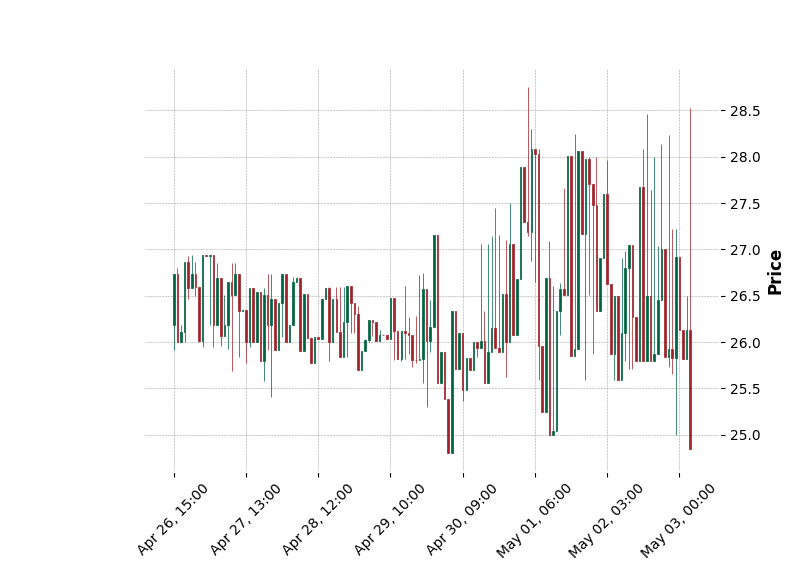 28.5
28.0
27.5
27.0
26.5
26.0
25.5
25.0
Price
Apr 26, 15:00
Apr 27, 13:00
Apr 28, 12:00
Apr 29, 10:00
Apr 30, 09:00
May 01, 06:00
May 02, 03:00
May 03, 00:00